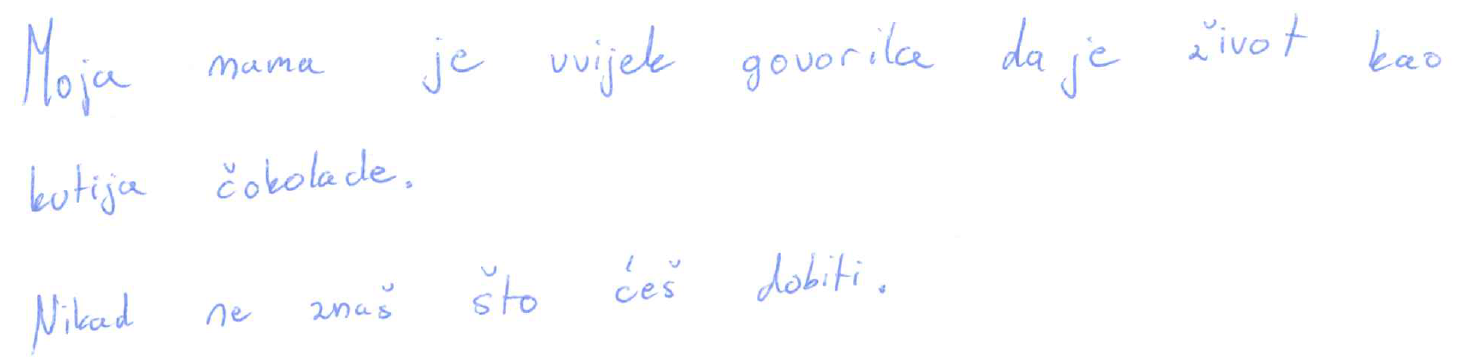 Moja mama je uvijek govorila da je život kao
kutija čokolade.
Nikad ne znaš što ćeš dobiti.